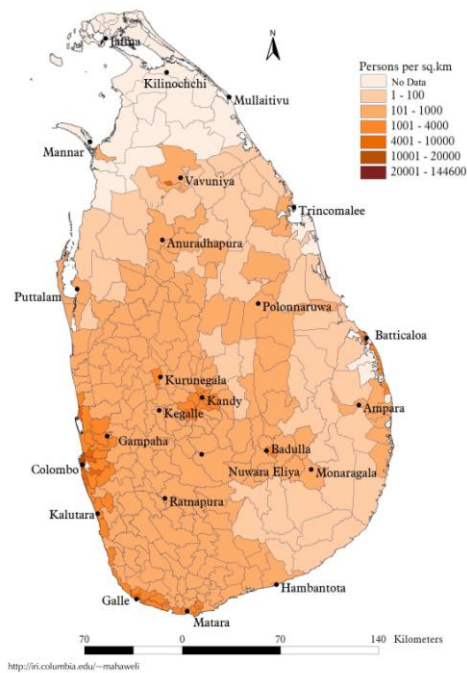 Jaffna
N
Kilinochchi
Persons per sq.km
No Data
1 - 100
101 - 1000
1001 - 4000
4001 - 10000
10001 - 20000
20001 - 144600
Mullaitivu
Mannar
Vavuniya
Trincomalee
Anuradhapura
Puttalam
Polonnaruwa
Batticaloa
Kurunegala
Kandy
Kegalle
Ampara
Gampaha
Badulla
Colombo
Nuwara Eliya
Monaragala
Ratnapura
Kalutara
Hambantota
Galle
Matara
70 0 70 140 Kilometers
http://iri.columbia.edu/~mahaweli